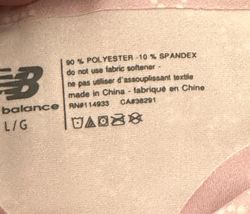 90 % POLYESTER -10 % SPANDEX
do not use fabric softener -
ne pas utiliser d'assouplissant textile
made in China - fabriqué en China
RN#114933 CA#38291
balance
L/G